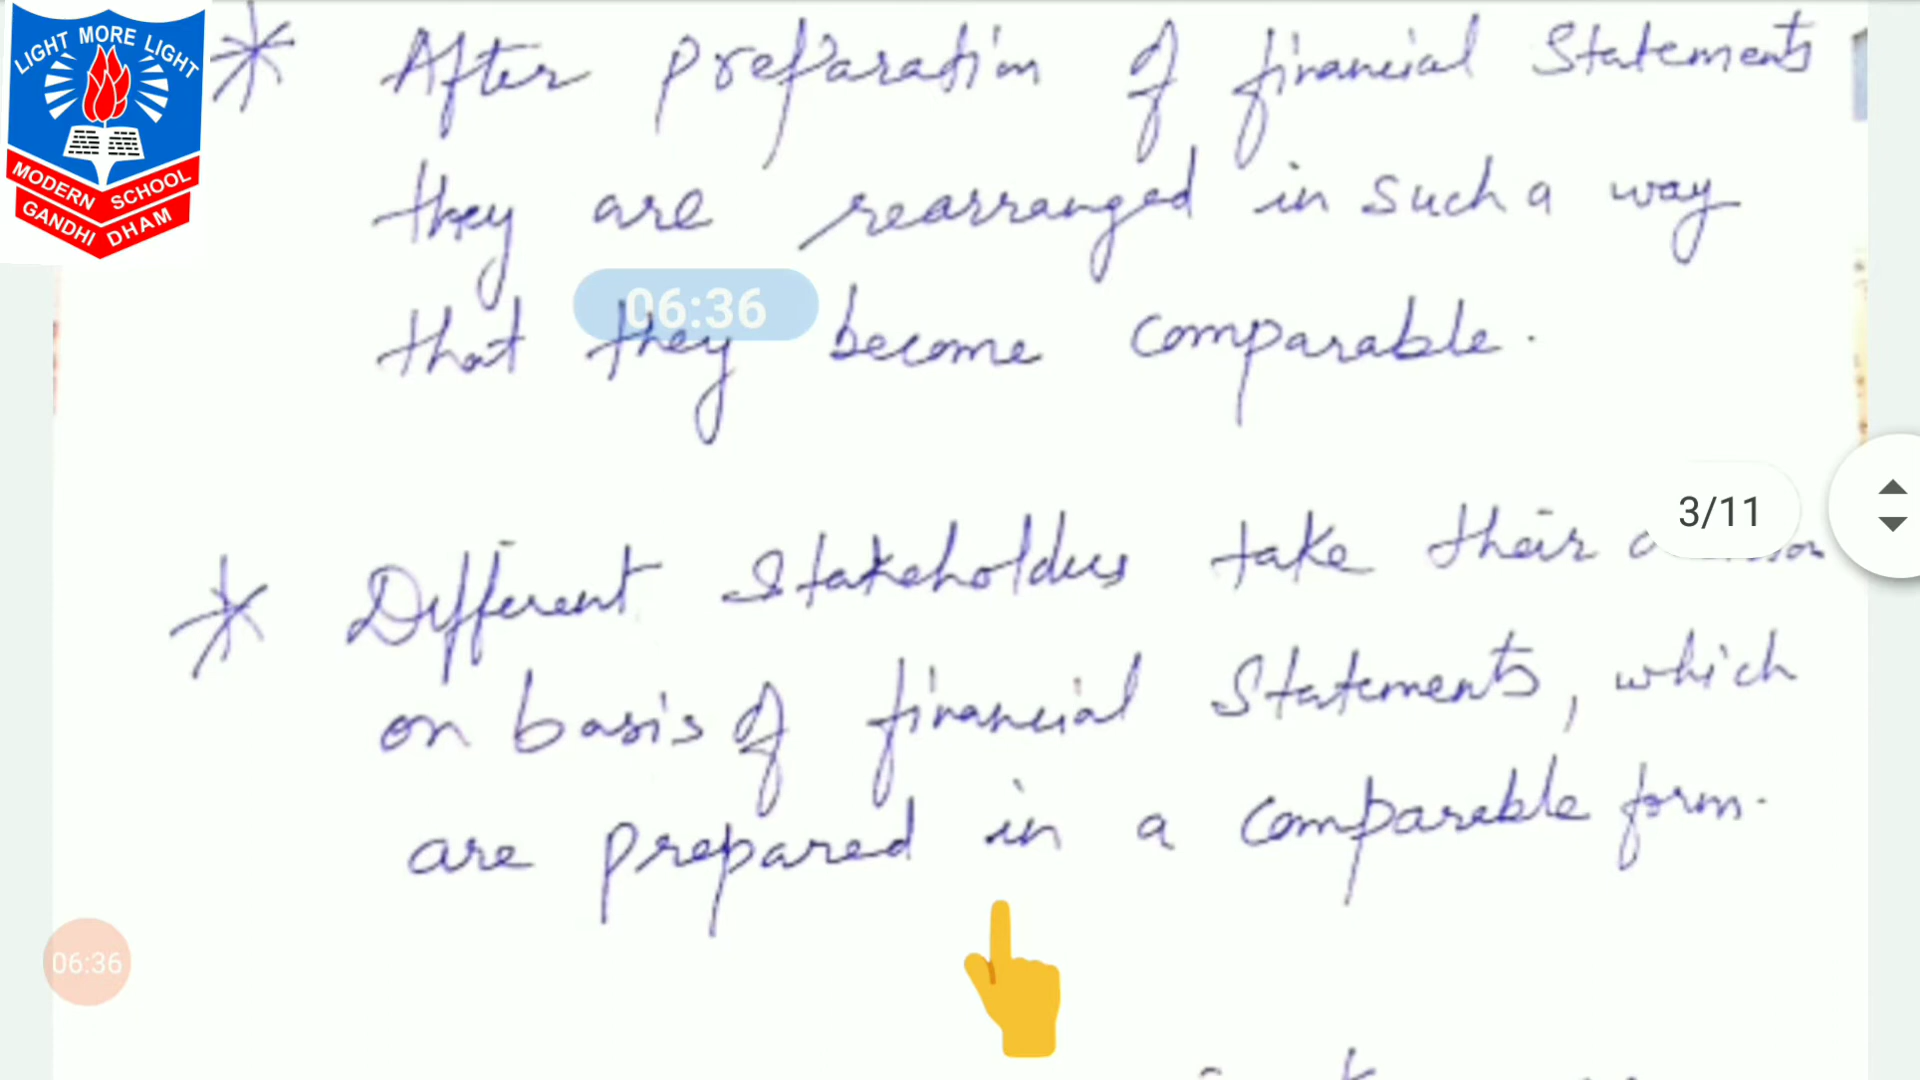 LIGHT MORE LIGHT
MODERN SCHOOL
GANDHIDHAM
* After preparation of financial Statements
they are rearranged in such a way
06:36
that they become comparable.
3/11
* Different Stakeholders take their
on basis of financial Statements, which
are prepared in a comparable form.
06:36